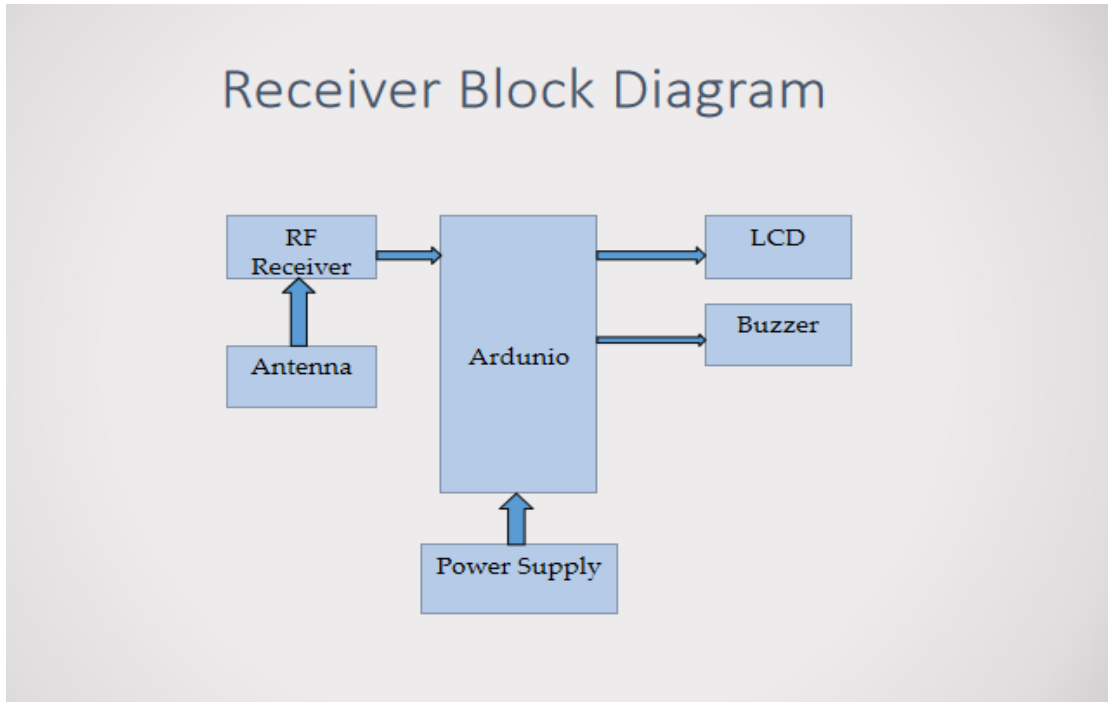 Receiver Block Diagram
RF
Receiver
LCD
Buzzer
Antenna
Ardunio
Power Supply